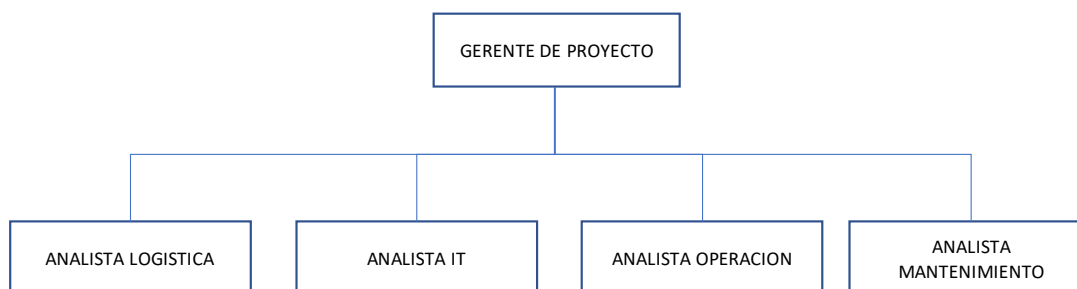 GERENTE DE PROYECTO
ANALISTA LOGISTICA
ANALISTA IT
ANALISTA OPERACION
ANALISTA
MANTENIMIENTO